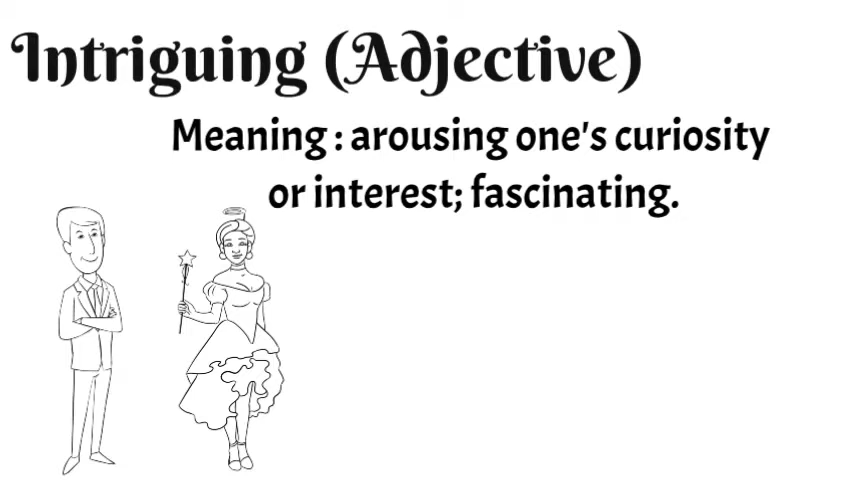 Intriguing (Adjective)
Meaning : arousing one's curiosity
or interest; fascinating.